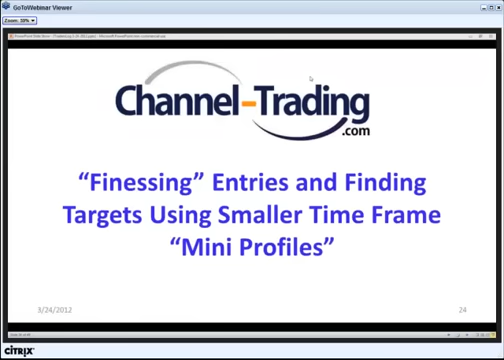 GoToWebinar Viewer
Zoom: 38%
Channel-Trading
.com
“Finessing” Entries and Finding
Targets Using Smaller Time Frame
“Mini Profiles”
3/24/2012
24
CITRIX